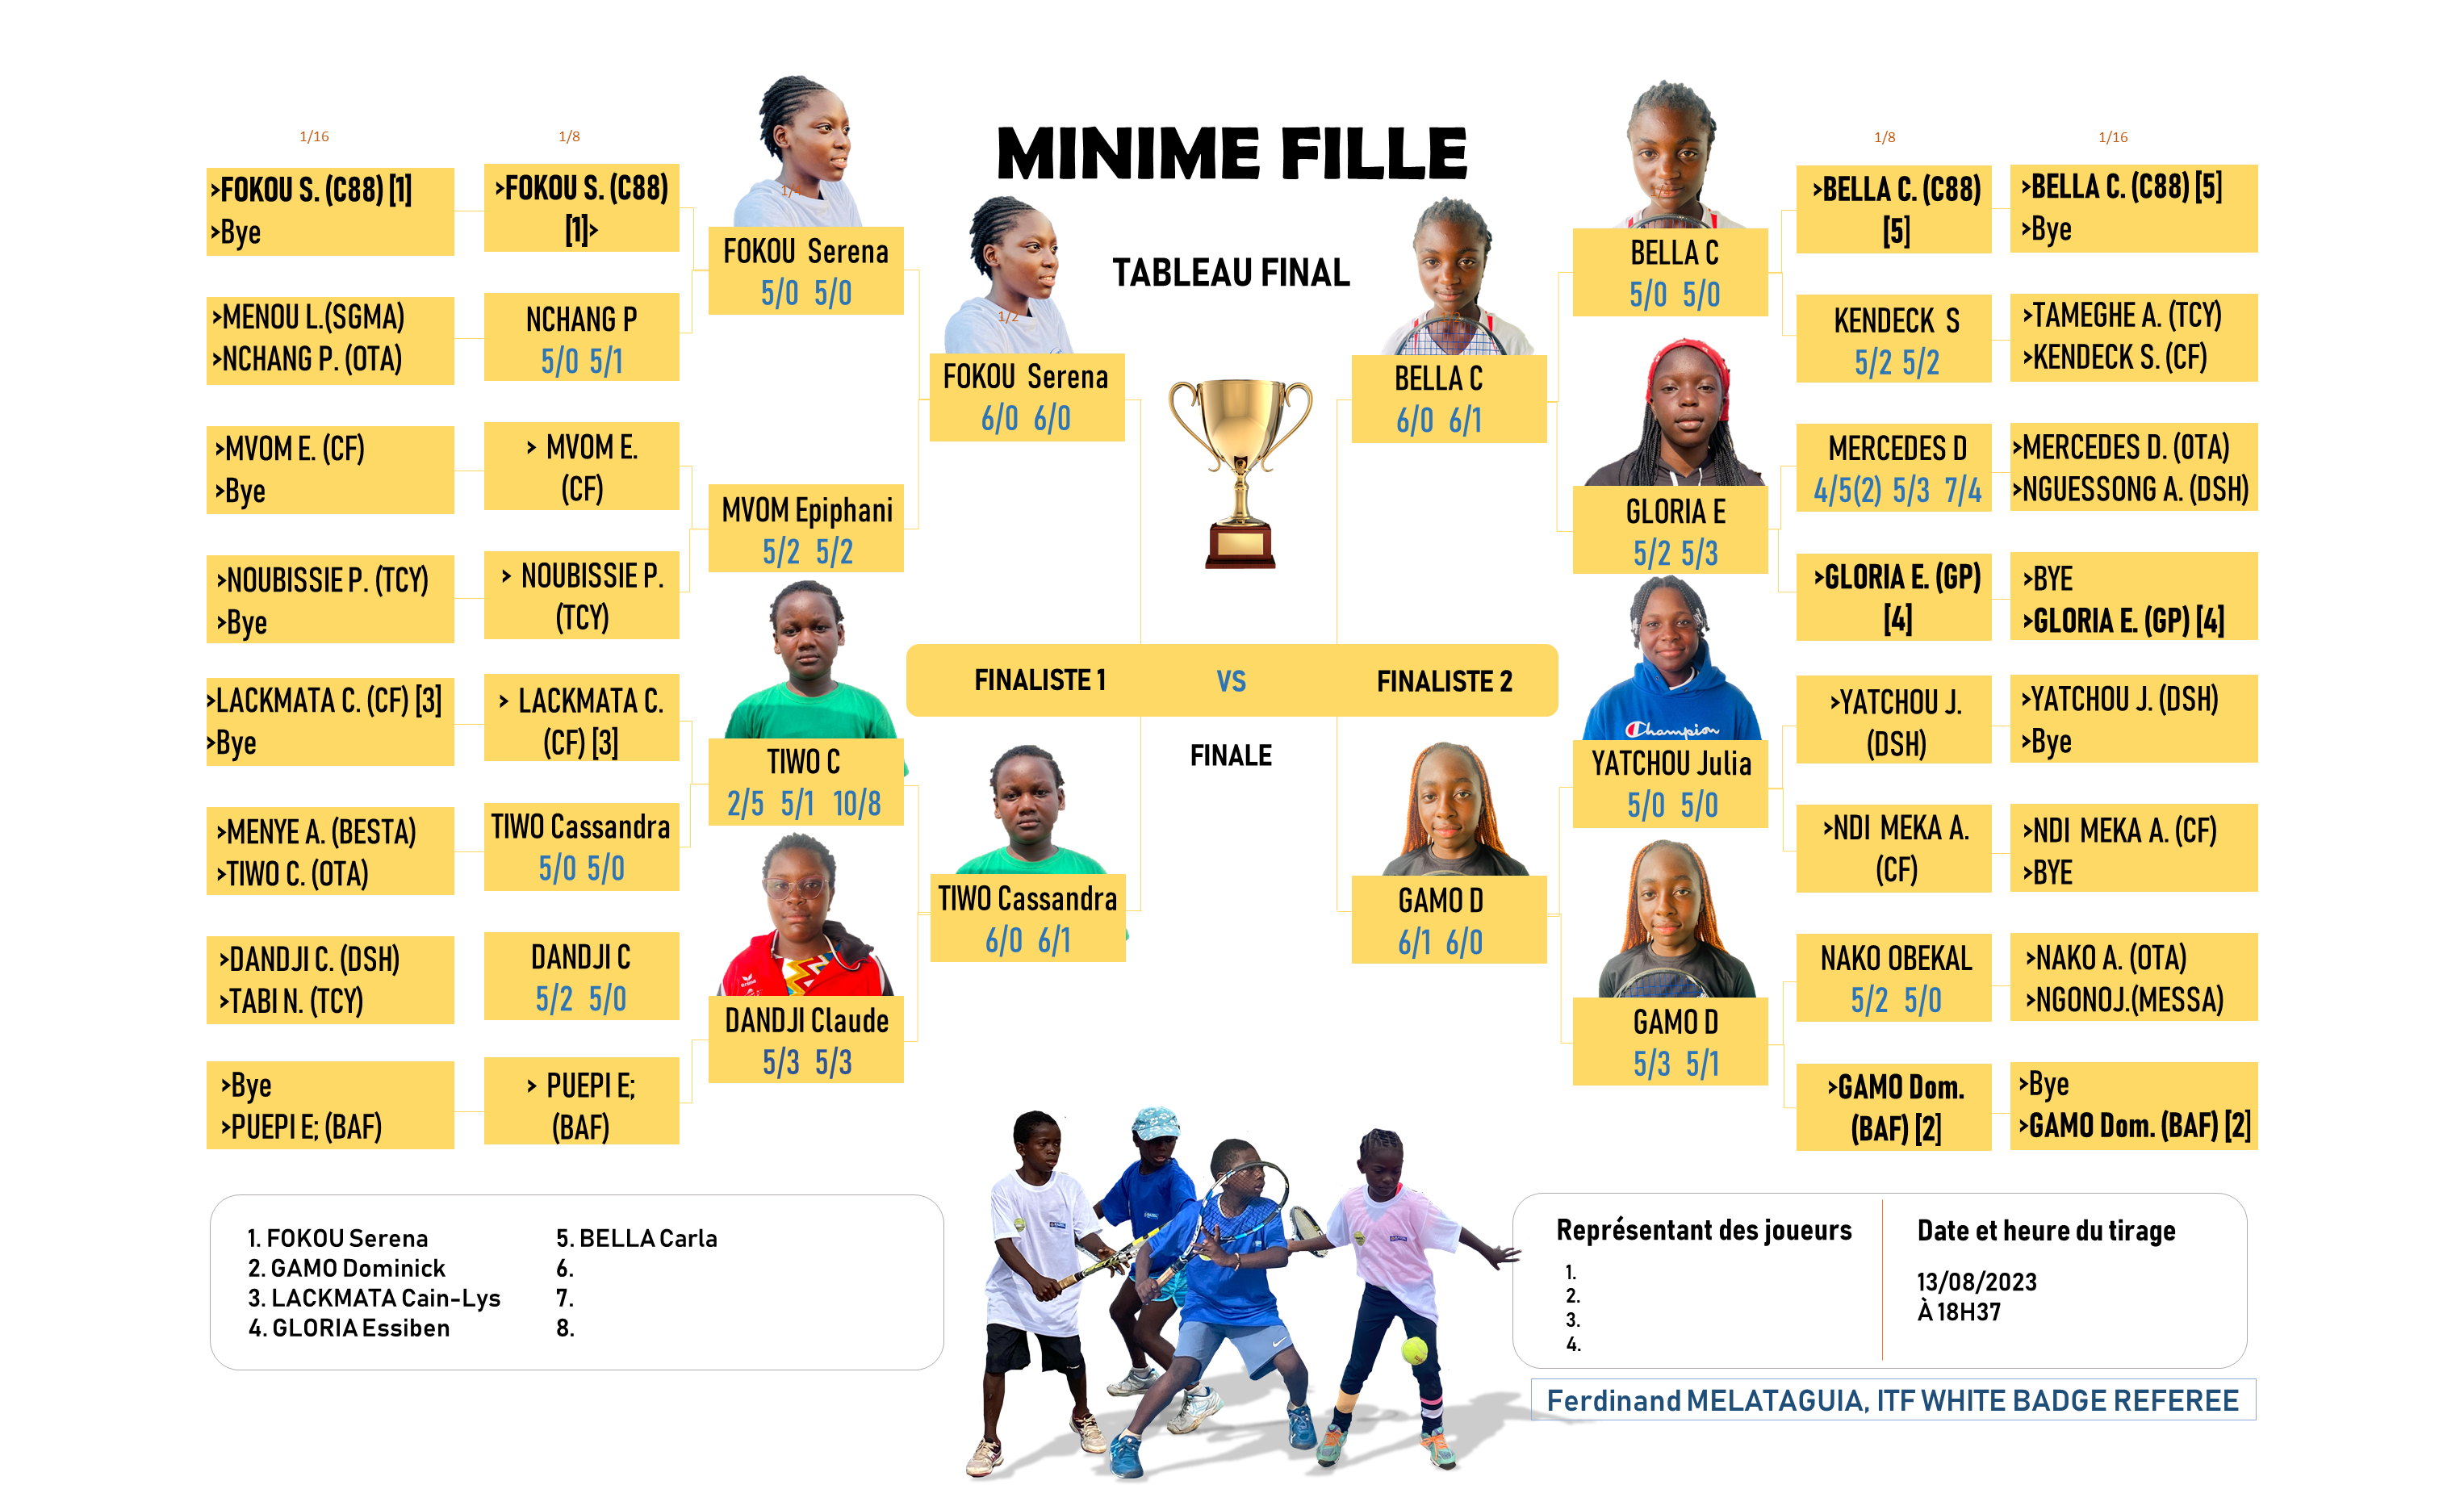 MINIME FILLE
TABLEAU FINAL
1/16
1/8
>FOKOU S. (C88) [1]
>Bye
>MENOU L.(SGMA)
>NCHANG P. (OTA)
>MVOM E. (CF)
>Bye
>NOUBISSIE P. (TCY)
>Bye
>LACKMATA C. (CF) [3]
>Bye
>MENYE A. (BESTA)
>TIWO C. (OTA)
>DANDJI C. (DSH)
>TABI N. (TCY)
>Bye
>PUEPI E; (BAF)
>FOKOU S. (C88)
[1]>
NCHANG P
5/0 5/1
> MVOM E.
(CF)
> NOUBISSIE P.
(TCY)
> LACKMATA C.
(CF) [3]
TIWO Cassandra
5/0 5/0
DANDJI C
5/2 5/0
> PUEPI E;
(BAF)
FOKOU Serena
5/0 5/0
MVOM Epiphani
5/2 5/2
TIWO C
2/5 5/1 10/8
DANDJI Claude
5/3 5/3
1/2
FOKOU Serena
6/0 6/0
TIWO Cassandra
6/0 6/1
FINALISTE 1 VS FINALISTE 2
FINALE
BELLA C
6/0 6/1
GAMO D
6/1 6/0
BELLA C
5/0 5/0
GLORIA E
5/2 5/3
Champion
YATCHOU Julia
5/0 5/0
GAMO D
5/3 5/1
1/8
1/16
>BELLA C. (C88)
[5]
KENDECK S
5/2 5/2
MERCEDES D
4/5(2) 5/3 7/4
>GLORIA E. (GP)
[4]
>YATCHOU J.
(DSH)
>NDI MEKA A.
(CF)
NAKO OBEKAL
5/2 5/0
>GAMO Dom.
(BAF) [2]
>BELLA C. (C88) [5]
>Bye
>TAMEGHE A. (TCY)
>KENDECK S. (CF)
>MERCEDES D. (OTA)
>NGUESSONG A. (DSH)
>BYE
>GLORIA E. (GP) [4]
>YATCHOU J. (DSH)
>Bye
>NDI MEKA A. (CF)
>BYE
>NAKO A. (OTA)
>NGONOJ.(MESSA)
>Bye
>GAMO Dom. (BAF) [2]
1. FOKOU Serena
2. GAMO Dominick
3. LACKMATA Cain-Lys
4. GLORIA Essiben
5. BELLA Carla
6.
7.
8.
Représentant des joueurs
1.
2.
3.
4.
Date et heure du tirage
13/08/2023
À 18H37
Ferdinand MELATAGUIA, ITF WHITE BADGE REFEREE